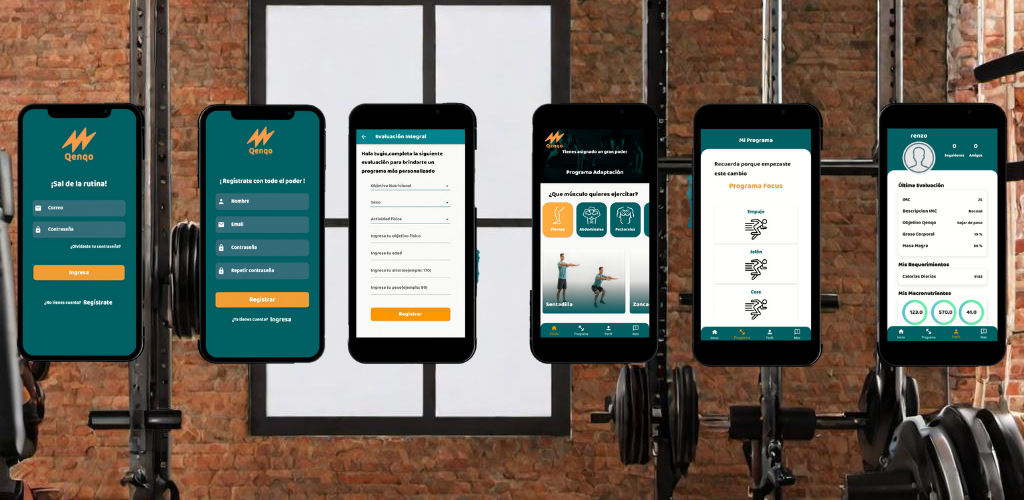 Qenqo
¡Sal de la rutina!
Correo
Contraseña
¿Olvidaste tu contraseña?
Ingresa
¿No tienes cuenta? Regístrate
Qenqo
¡ Regístrate con todo el poder !
Nombre
Email
Contraseña
Repetir contraseña
Registrar
¿Ya tienes cuenta? Ingresa
Evaluación Integral
Hola tugio,completa la siguiente
evaluación para brindarte un
programa más personalizado
Objetivo Nutricional
Sexo
Actividad física
Ingresa tu objetivo físico
Ingresa tu edad
Ingresa tu altura(ejemplo: 170)
Ingresa tu peso(ejemplo: 80)
Registrar
Qenqo
Tienes asignado un gran poder
Programa Adaptación
¿Que músculo quieres ejercitar?
Piernas
Abdominales
Pectorales
Sentadilla
Zanca
Inicio
Programa
Perfil
Más
Mi Programa
Recuerda porque empezaste
este cambio
Programa Focus
Empuje
Jalón
Core
Inicio
Programa
Perfil
Más
renzo
0
0
Seguidores
Amigos
Última Evaluación
IMC 25
Descripcion IMC Normal
Objetivo Qenqo bajar de peso
Grasa Corporal 19 %
Masa Magra
Mis Requerimientos
Calorías Diarias 3143
Mis Macronutrientes
123.0
570.0
41.0
Inicio
Programa
Perfil
Más